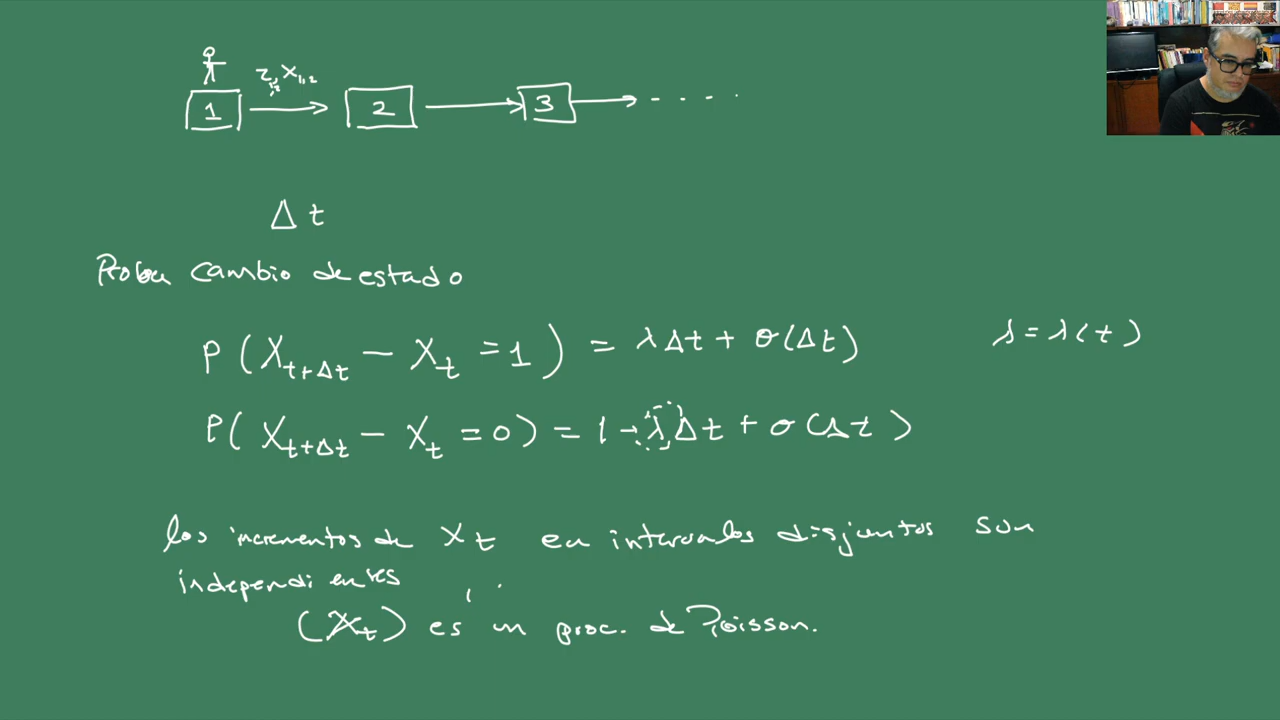 1 → 2 → 3 → ....
Δt
cambio de estado
P(X_{t+Δt} − X_t = 1) = λΔt + o(Δt) λ = λ(t)
P(X_{t+Δt} − X_t = 0) = 1 − λΔt + o(Δt)
los incrementos de X_t en intervalos disjuntos son
independientes
(X_t) es un proc. de Poisson.